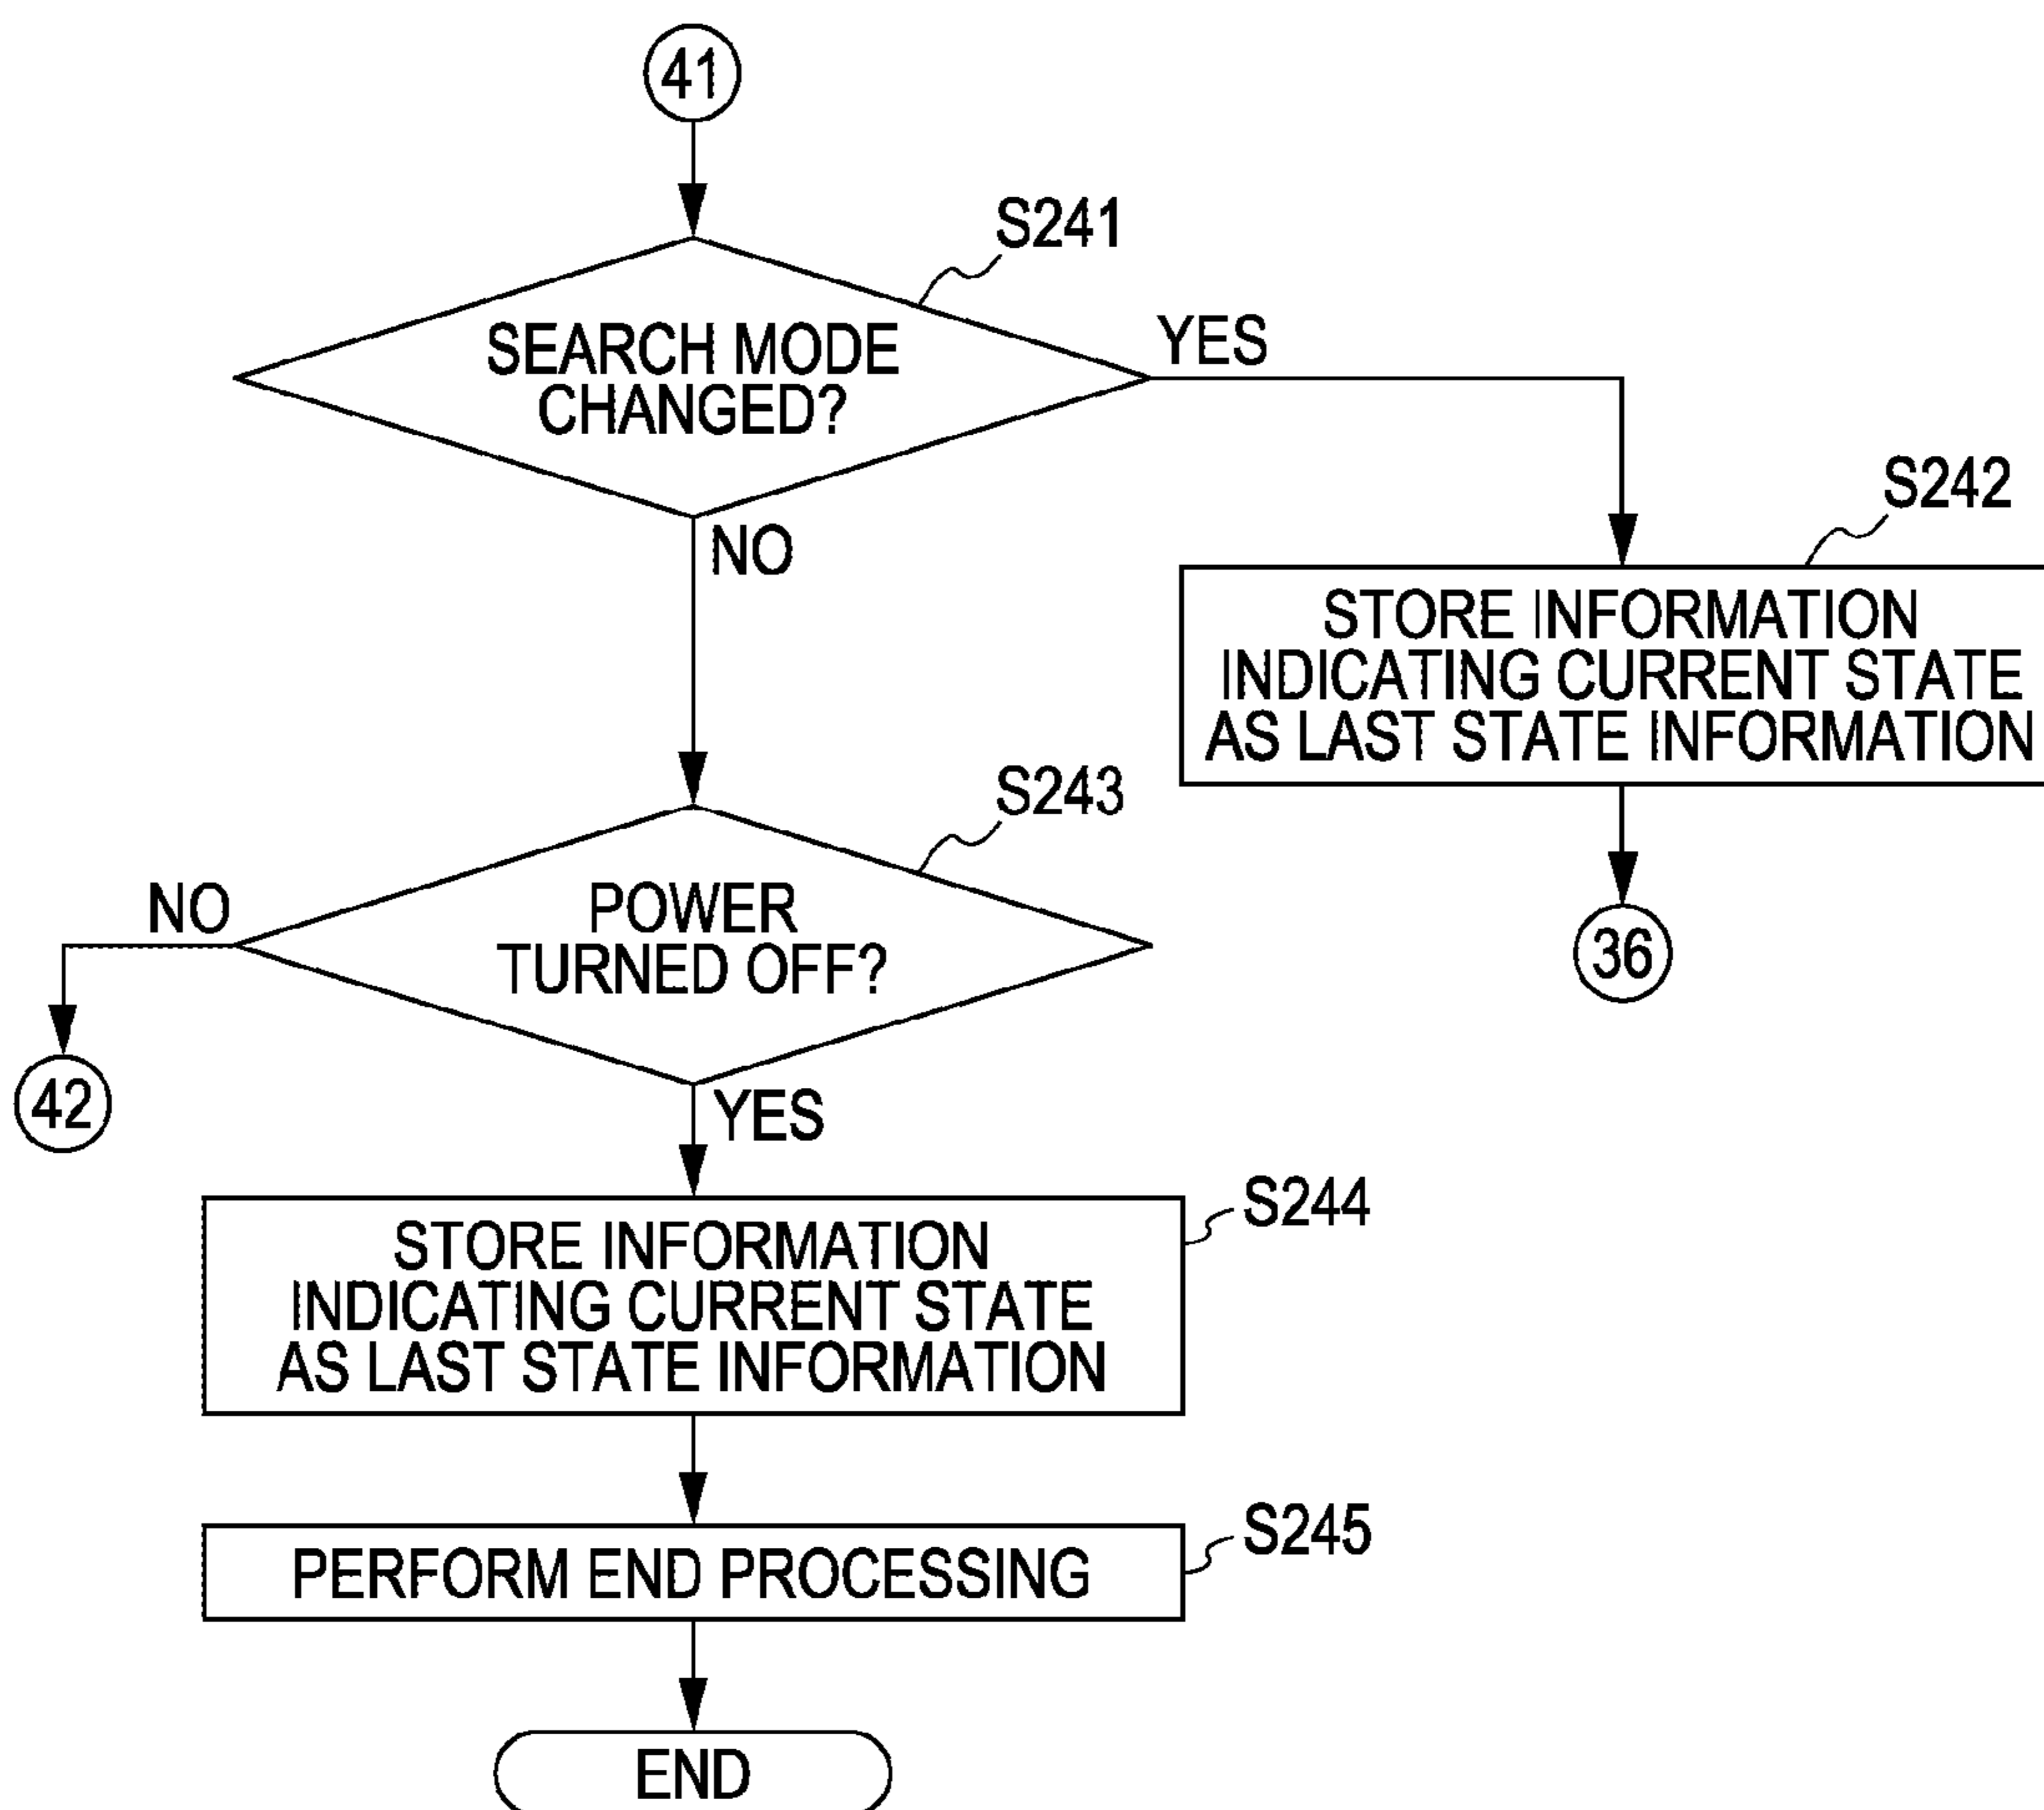 41
S241
SEARCH MODE
CHANGED?
YES
NO
S242
STORE INFORMATION
INDICATING CURRENT STATE
AS LAST STATE INFORMATION
36
S243
POWER
TURNED OFF?
NO
42
YES
S244
STORE INFORMATION
INDICATING CURRENT STATE
AS LAST STATE INFORMATION
S245
PERFORM END PROCESSING
END